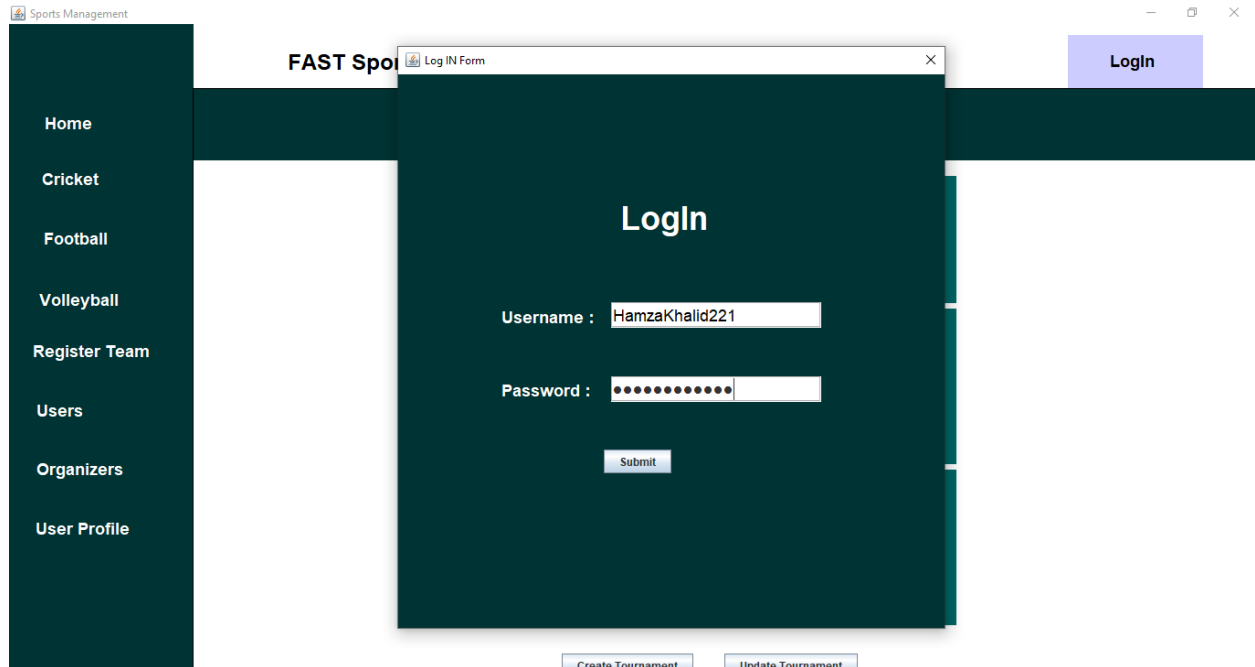 Sports Management
FAST Spor
LogIn
Home
Cricket
Football
Volleyball
Register Team
Users
Organizers
User Profile
Log IN Form
LogIn
Username :
HamzaKhalid221
Password :
●●●●●●●●●●●●
Submit
Create Tournament
Update Tournament